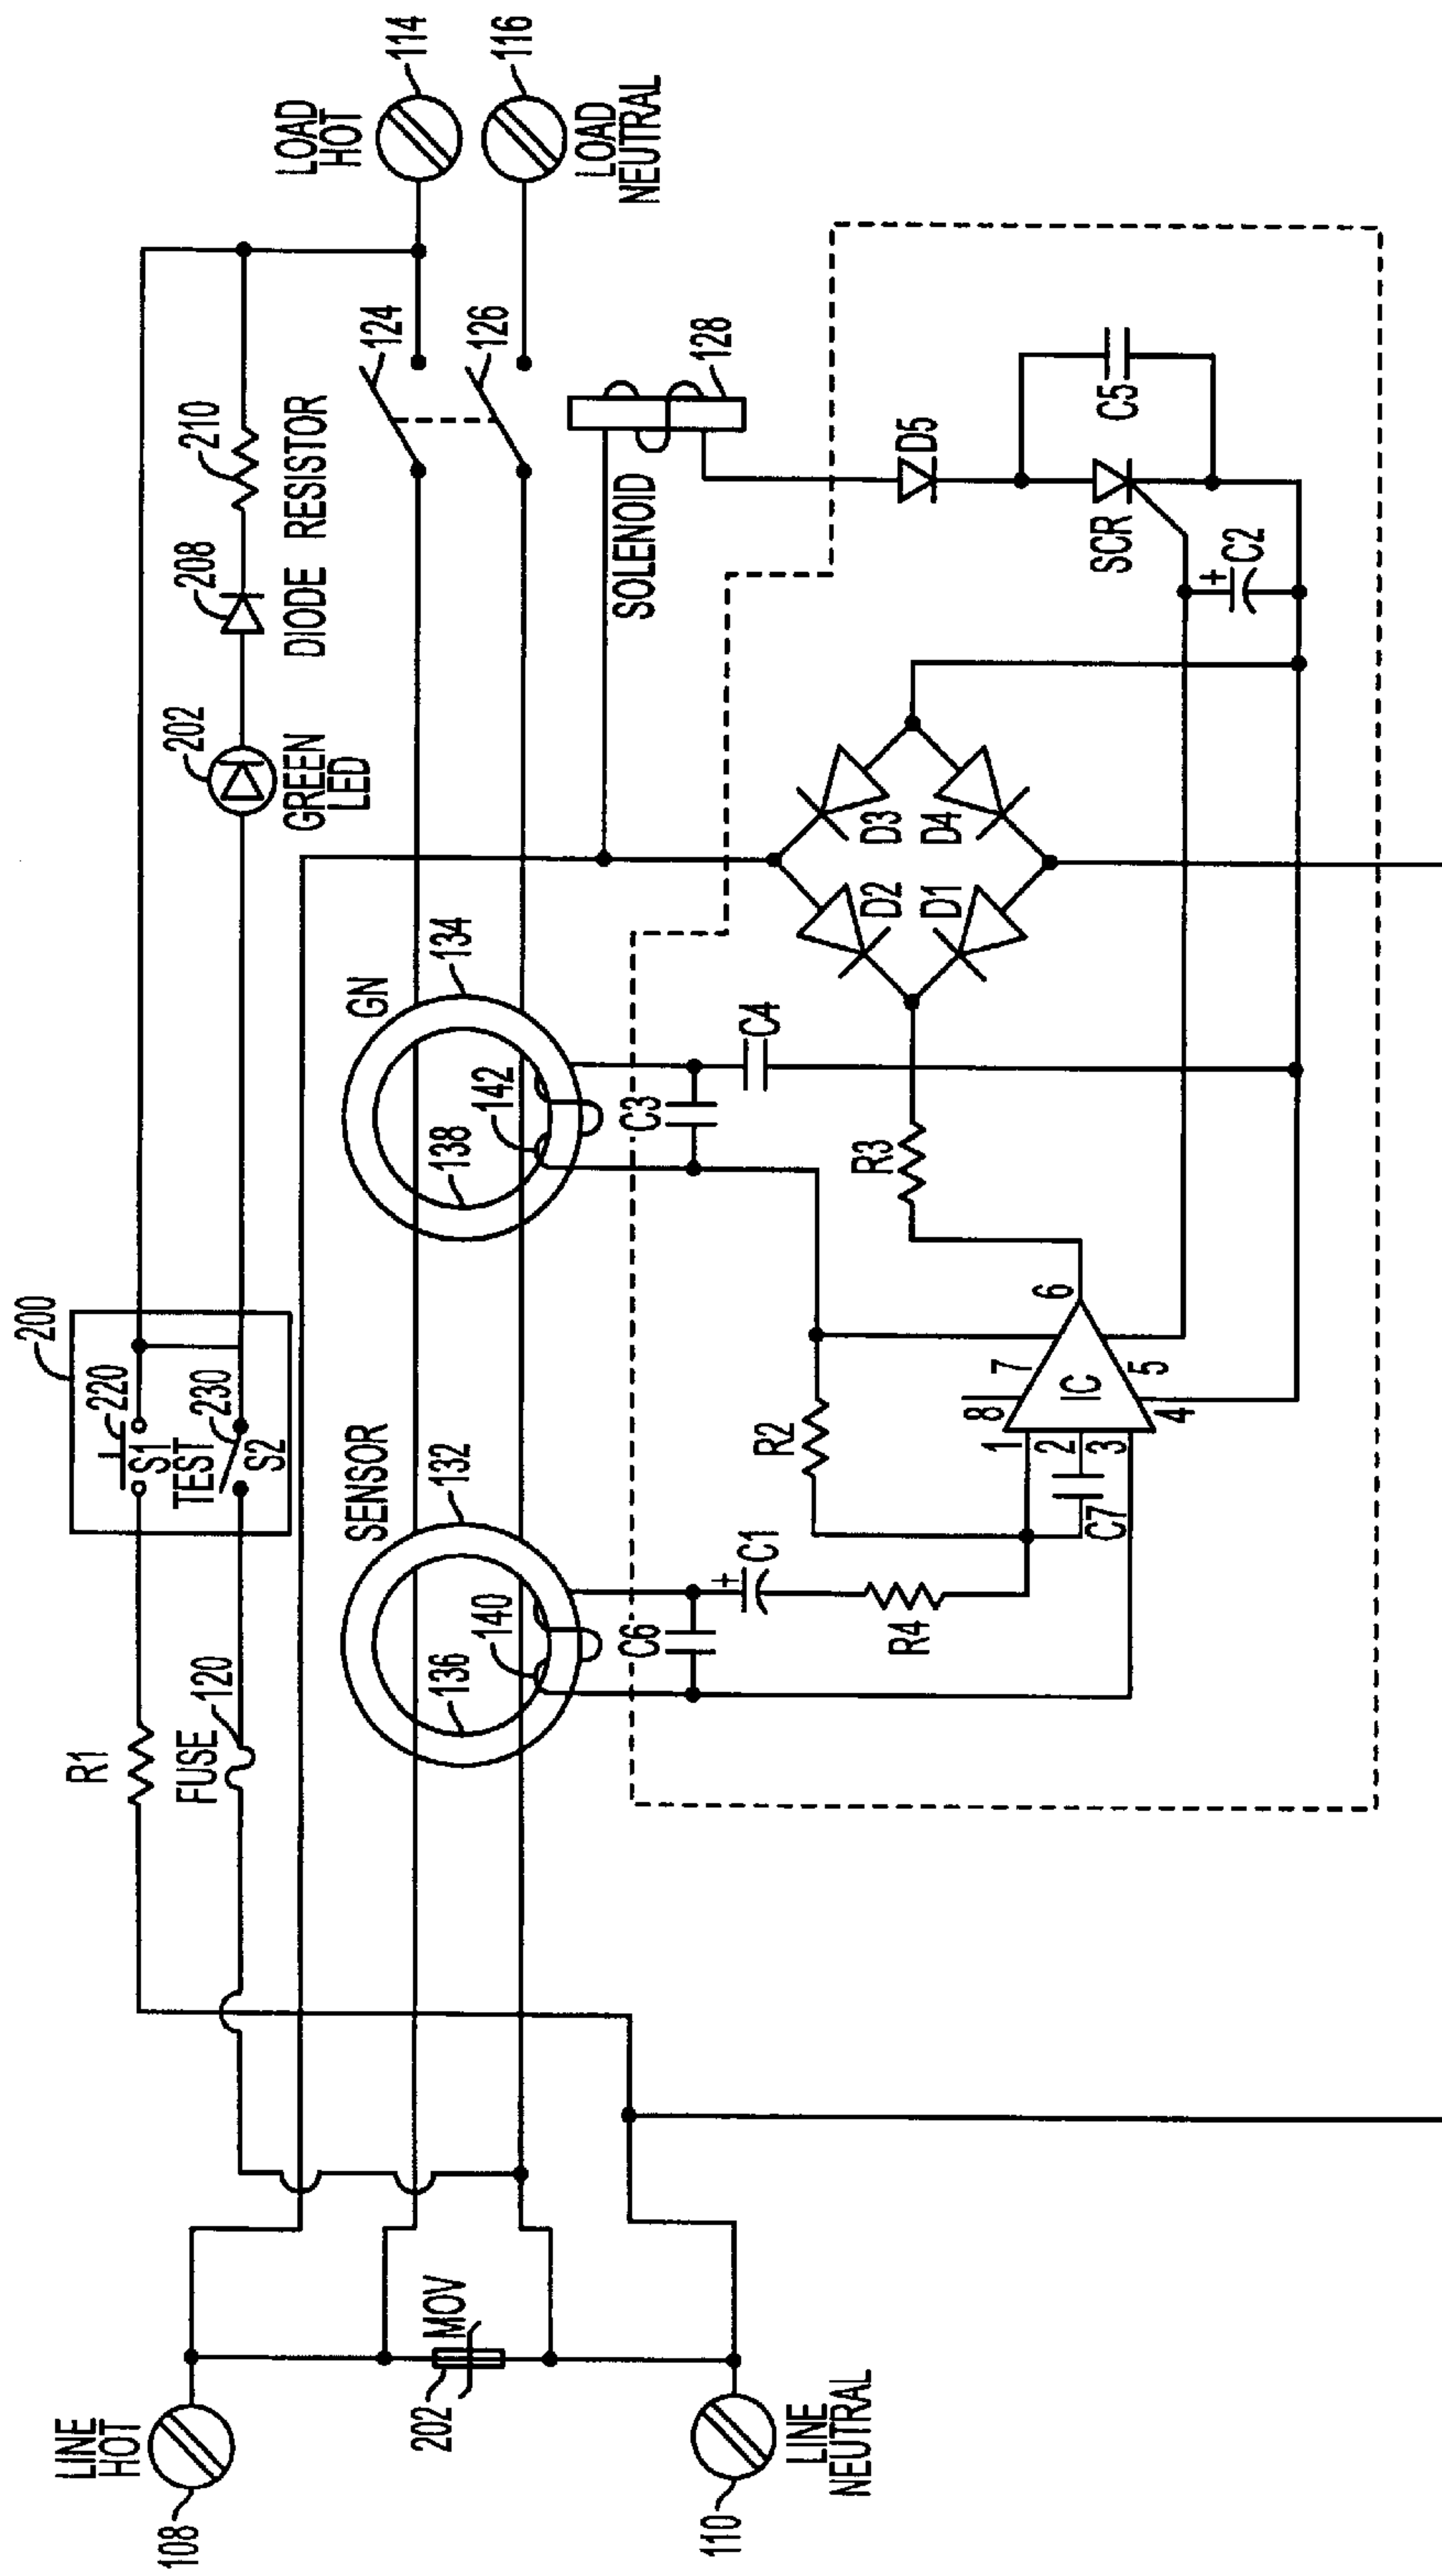 LINE
HOT
108
202
MOV
110
LINE
NEUTRAL
R1
FUSE
120
200
220
S1
TEST
230
S2
202
GREEN
LED
208
210
DIODE RESISTOR
LOAD
HOT
114
116
LOAD
NEUTRAL
SENSOR
132
136
140
GN
134
138
142
124
126
SOLENOID
128
C6
C1
+
R4
R2
C3
C4
R3
1
2
3
4
5
6
7
8
IC
C7
D2
D1
D3
D4
D5
SCR
C5
C2
+